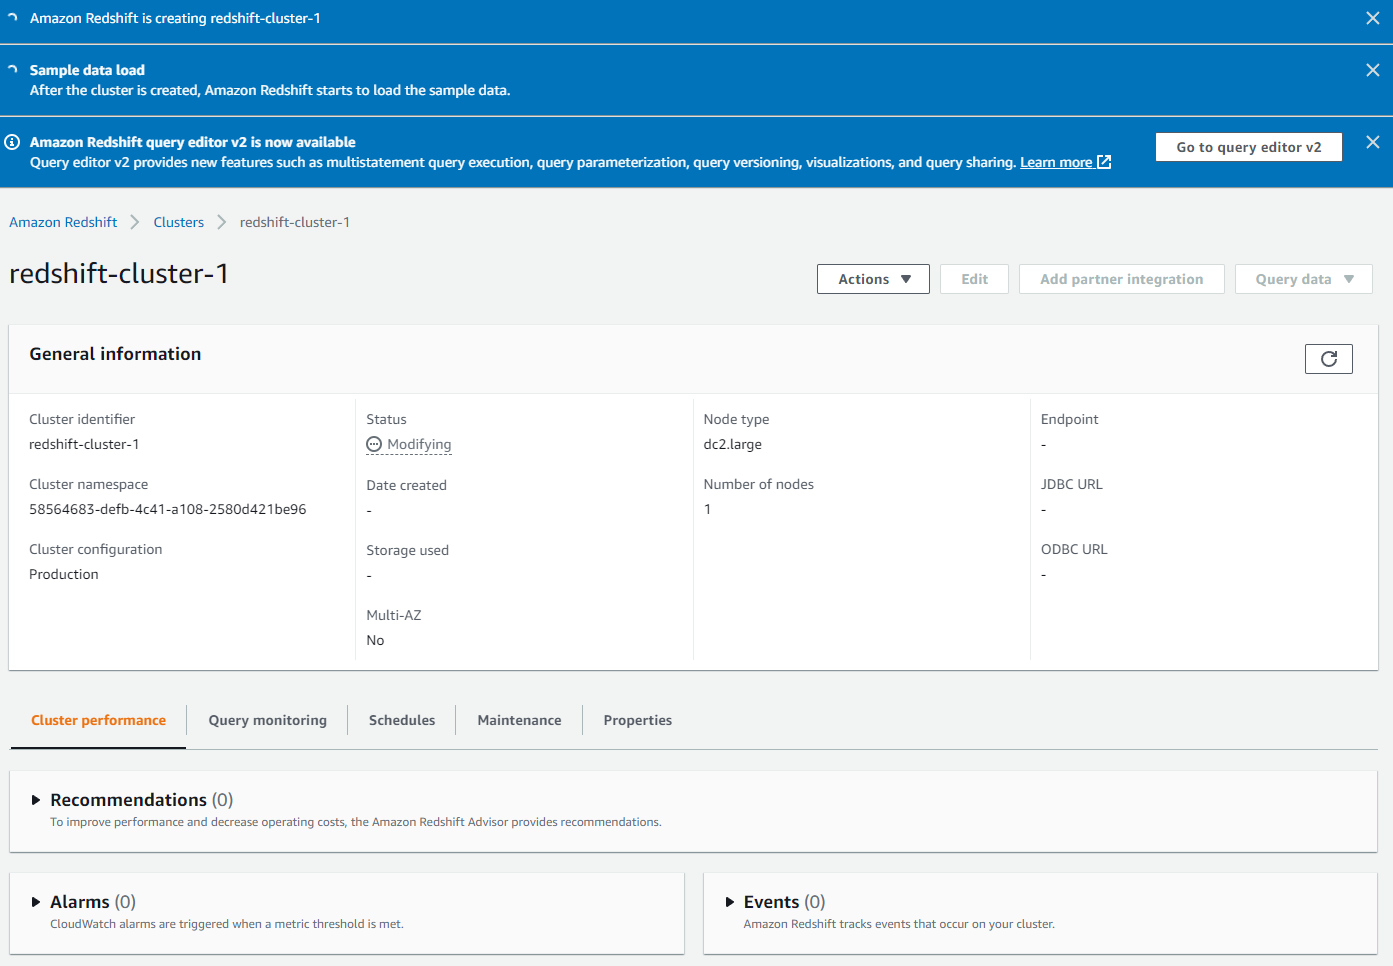 Amazon Redshift is creating redshift-cluster-1
Sample data load
After the cluster is created, Amazon Redshift starts to load the sample data.
Amazon Redshift query editor v2 is now available
Query editor v2 provides new features such as multistatement query execution, query parameterization, query versioning, visualizations, and query sharing. Learn more
Go to query editor v2
Amazon Redshift
Clusters
redshift-cluster-1
redshift-cluster-1
Actions
Edit
Add partner integration
Query data
General information
Cluster identifier
redshift-cluster-1
Cluster namespace
58564683-defb-4c41-a108-2580d421be96
Cluster configuration
Production
Status
Modifying
Date created
-
Storage used
-
Multi-AZ
No
Node type
dc2.large
Number of nodes
1
Endpoint
-
JDBC URL
-
ODBC URL
-
Cluster performance
Query monitoring
Schedules
Maintenance
Properties
Recommendations (0)
To improve performance and decrease operating costs, the Amazon Redshift Advisor provides recommendations.
Alarms (0)
CloudWatch alarms are triggered when a metric threshold is met.
Events (0)
Amazon Redshift tracks events that occur on your cluster.